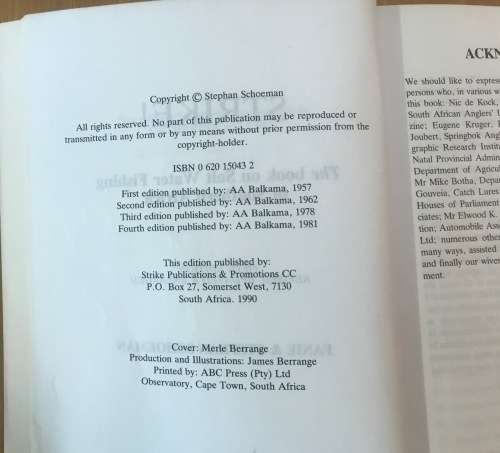 Copyright © Stephan Schoeman
All rights reserved. No part of this publication may be reproduced or
transmitted in any form or by any means without prior permission from the
copyright-holder.
ISBN 0 620 15043 2
First edition published by: AA Balkama, 1957
Second edition published by: AA Balkama, 1962
Third edition published by: AA Balkama, 1978
Fourth edition published by: AA Balkama, 1981
This edition published by:
Strike Publications & Promotions CC
P.O. Box 27, Somerset West, 7130
South Africa. 1990
Cover: Merle Berrange
Production and Illustrations: James Berrange
Printed by: ABC Press (Pty) Ltd
Observatory, Cape Town, South Africa
ACKN
We should like to expres
persons who, in various w
this book: Nic de Kock,
South African Anglers' U
zine; Eugene Kruger,
Joubert, Springbok Ang
graphic Research Instit
Natal Provincial Admin
Department of Agricul
Mr Mike Botha, Depar
Gouveia, Catch Lures
Houses of Parliament
ciates; Mr Elwood K.
tion; Automobile Ass
Ltd; numerous other
many ways, assisted
and finally our wives
ment.